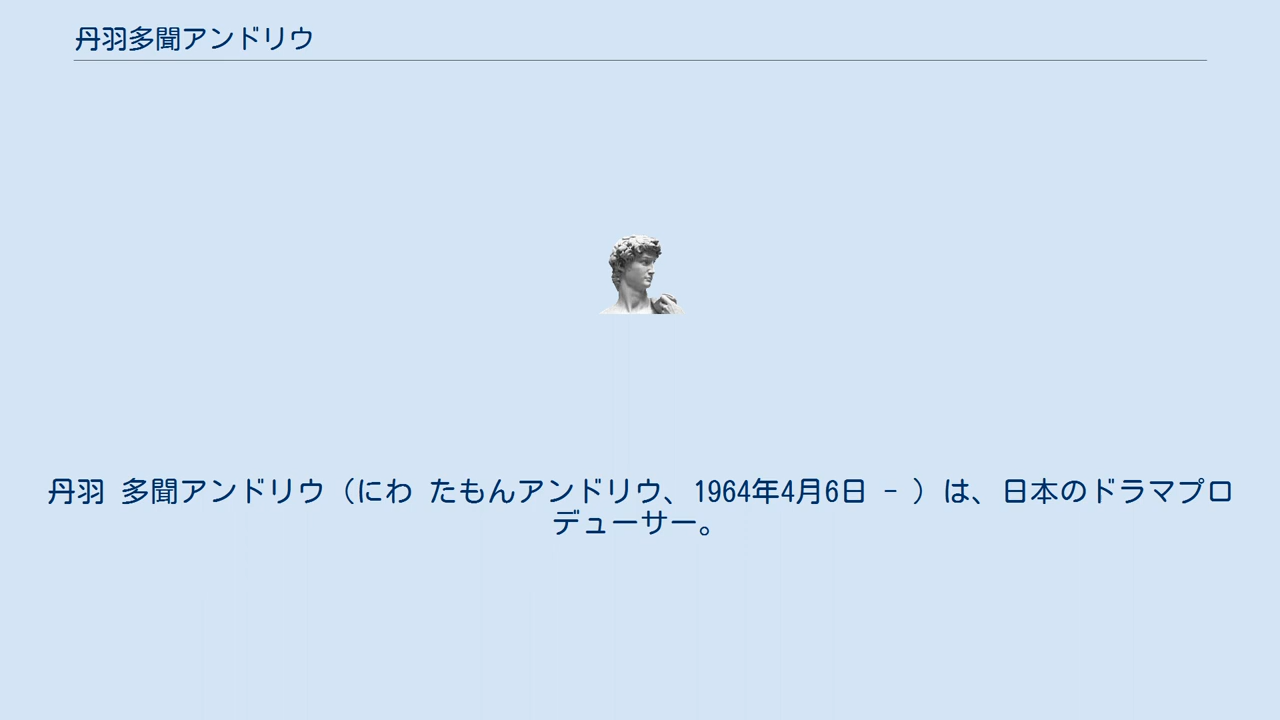 丹羽多聞アンドリウ
丹羽 多聞アンドリウ（にわ たもんアンドリウ、1964年4月6日 - ）は、日本のドラマプロ
デューサー。